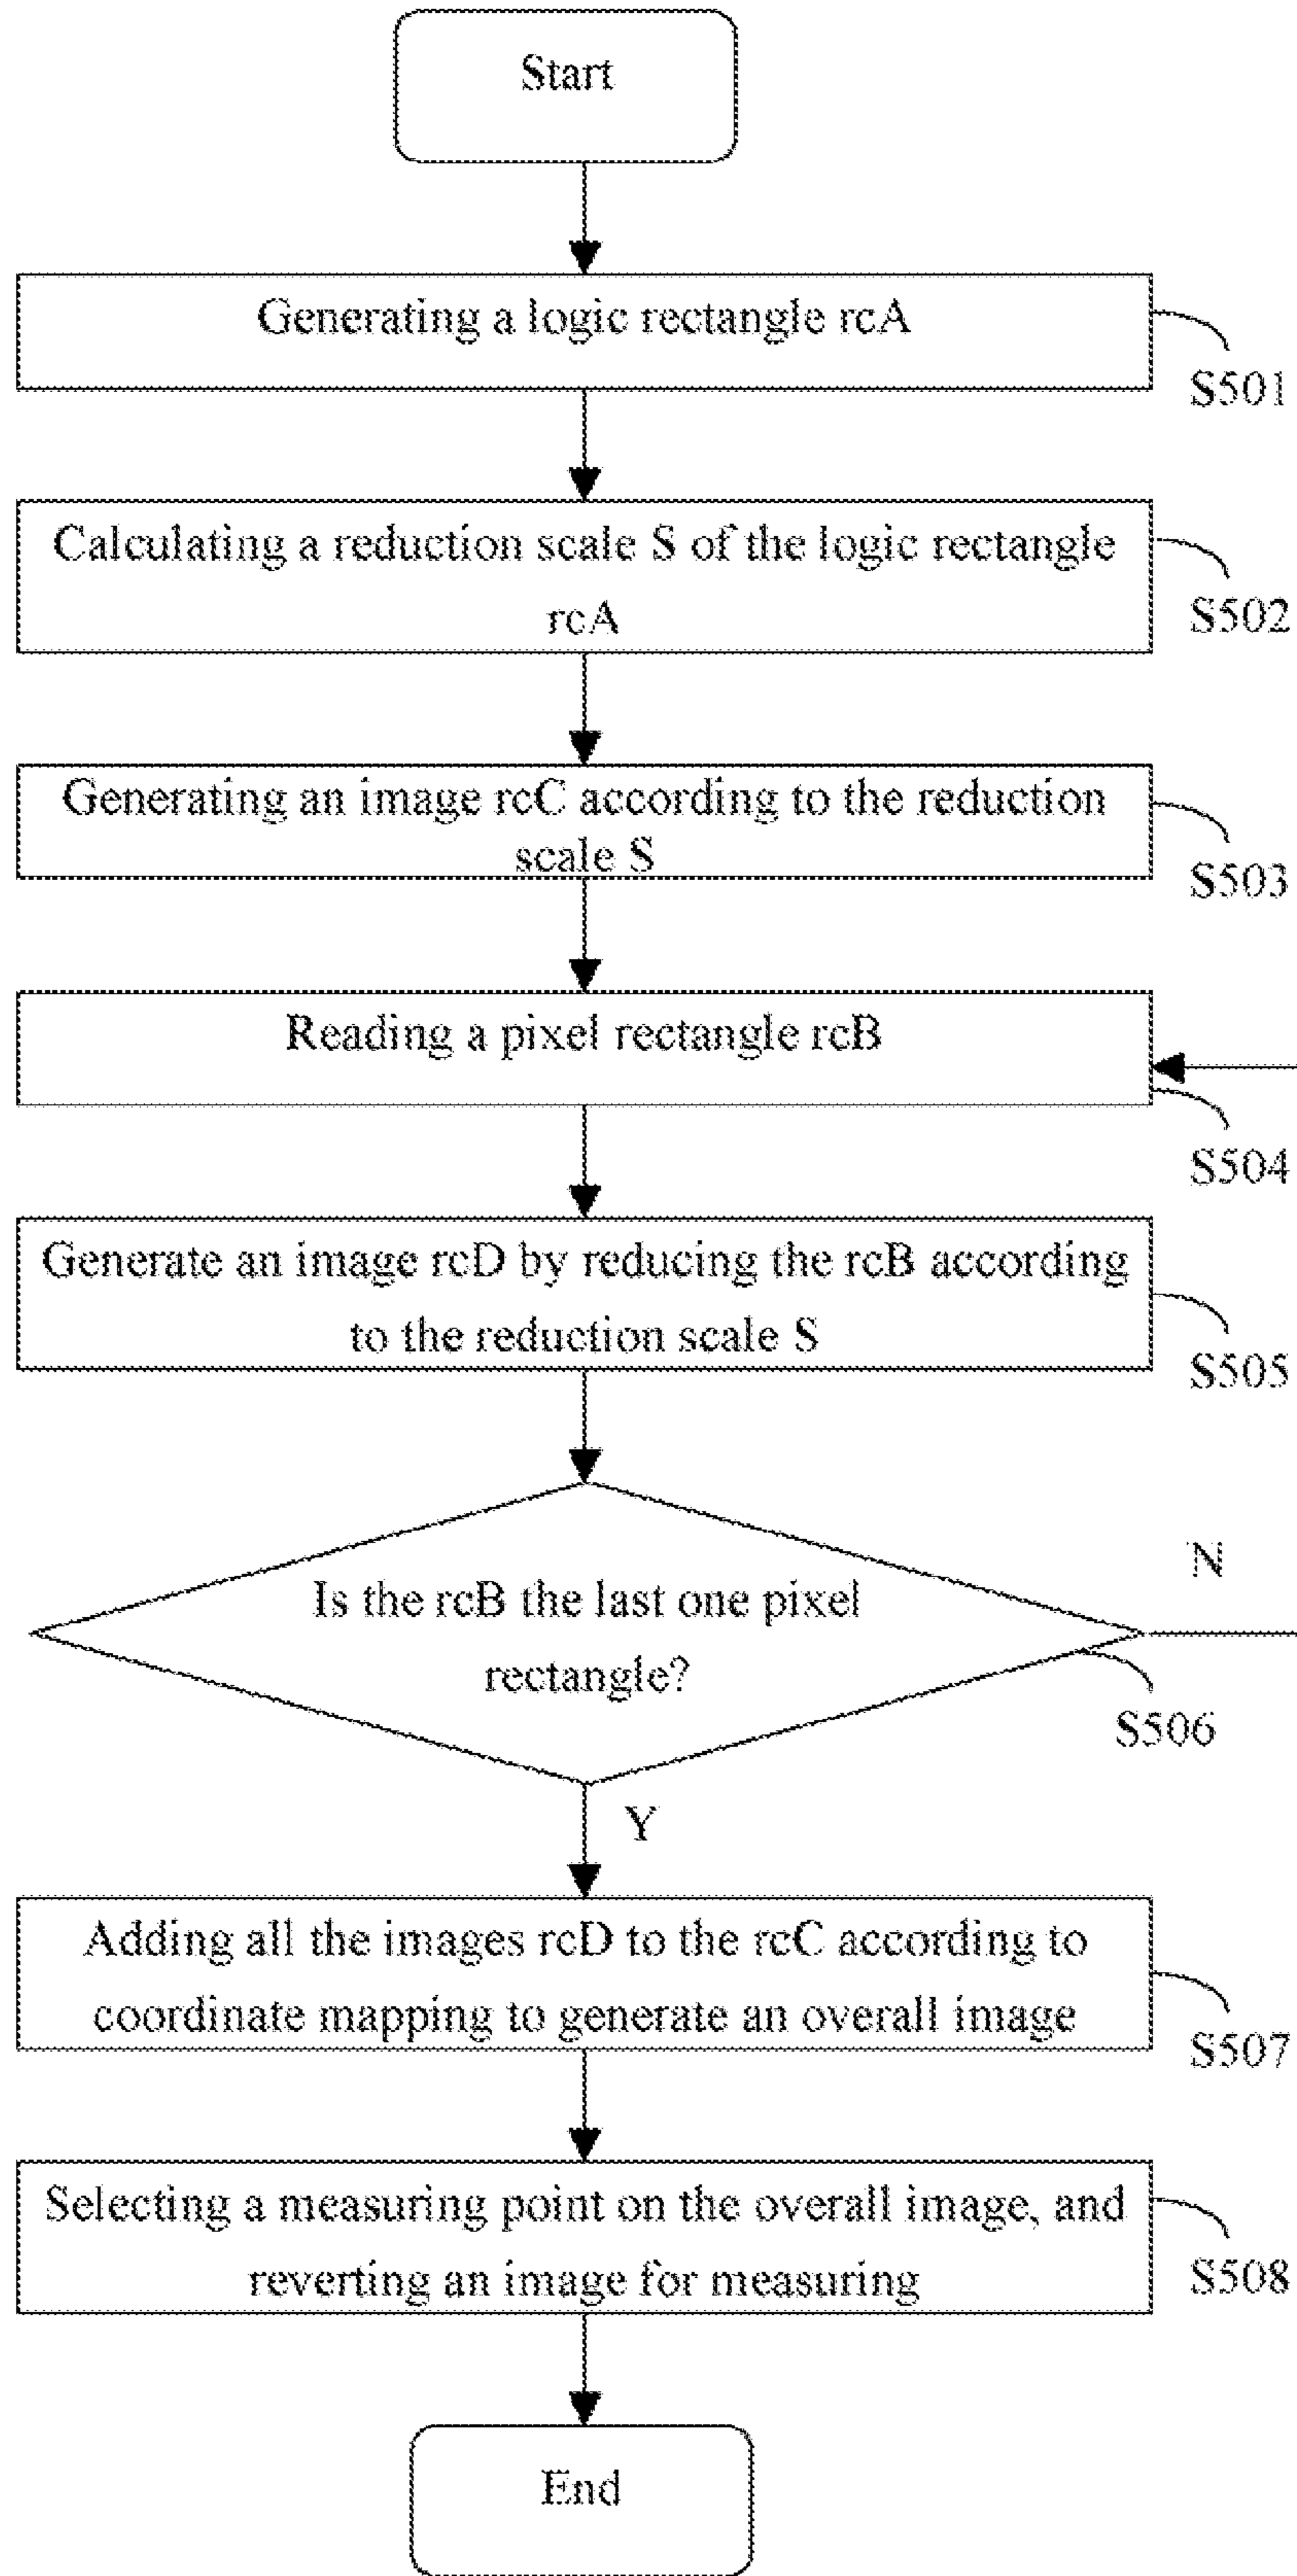 Start
Generating a logic rectangle rcA
S501
Calculating a reduction scale S of the logic rectangle
rcA
S502
Generating an image rcC according to the reduction
scale S
S503
Reading a pixel rectangle rcB
S504
Generate an image rcD by reducing the rcB according
to the reduction scale S
S505
N
Is the rcB the last one pixel
rectangle?
S506
Y
Adding all the images rcD to the rcC according to
coordinate mapping to generate an overall image
S507
Selecting a measuring point on the overall image, and
reverting an image for measuring
S508
End